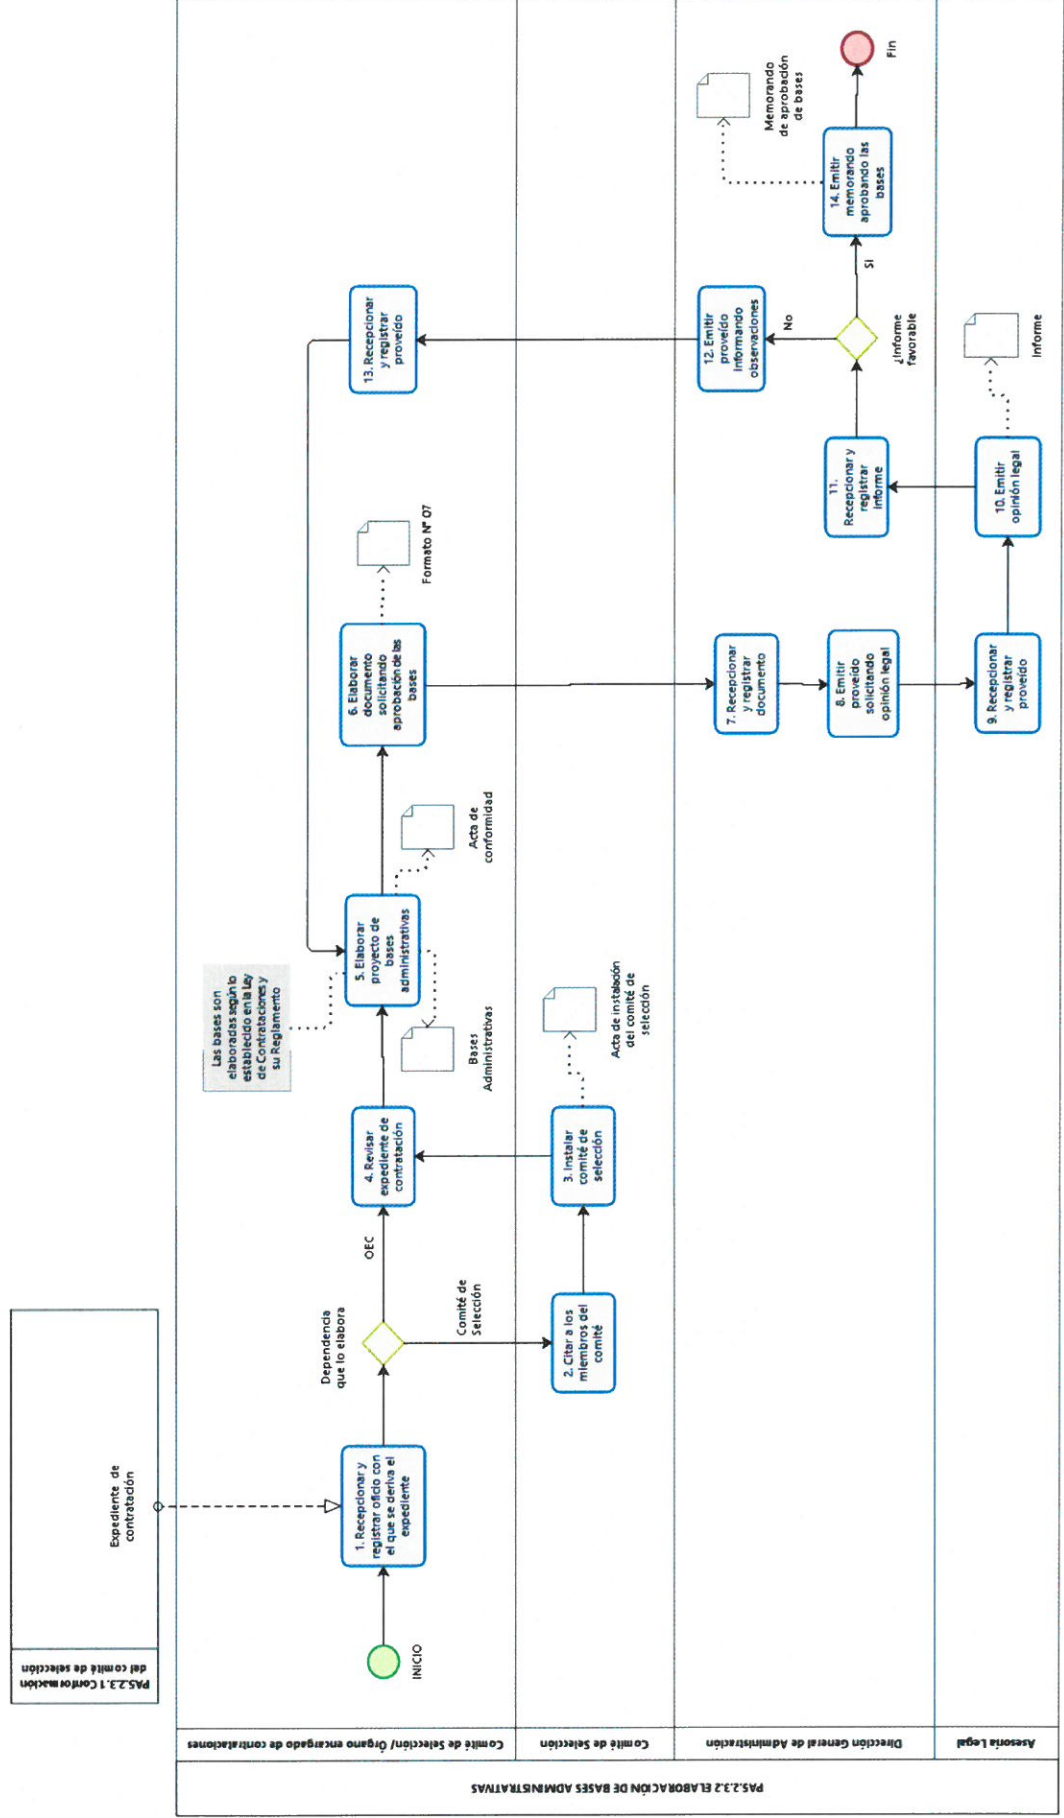 PAS.2.3.1 Conformación
del comité de selección
Expediente de
contratación
PAS.2.3.2 ELABORACIÓN DE BASES ADMINISTRATIVAS
Comité de Selección/ Órgano encargado de contrataciones
INICIO
1. Recepcionar y
registrar oficio con
el que se deriva el
expediente
Dependencia
que lo elabora
OEC
Comité de
Selección
4. Revisar
expediente de
contratación
Las bases son
elaboradas según lo
establecido en la Ley
de Contrataciones y
su Reglamento
5. Elaborar
proyecto de
bases
administrativas
Bases
Administrativas
Acta de
conformidad
6. Elaborar
documento
solicitando
aprobación de las
bases
Formato N° 07
13. Recepcionar
y registrar
proveído
Comité de Selección
2. Citar a los
miembros del
comité
3. Instalar
comité de
selección
Acta de instalación
del comité de
selección
Dirección General de Administración
7. Recepcionar
y registrar
documento
8. Emitir
proveído
solicitando
opinión legal
11.
Recepcionar y
registrar
informe
¿Informe
favorable
No
Si
12. Emitir
proveído
informando
observaciones
14. Emitir
memorando
aprobando las
bases
Memorando
de aprobación
de bases
Fin
Asesoría Legal
9. Recepcionar
y registrar
proveído
10. Emitir
opinión legal
Informe